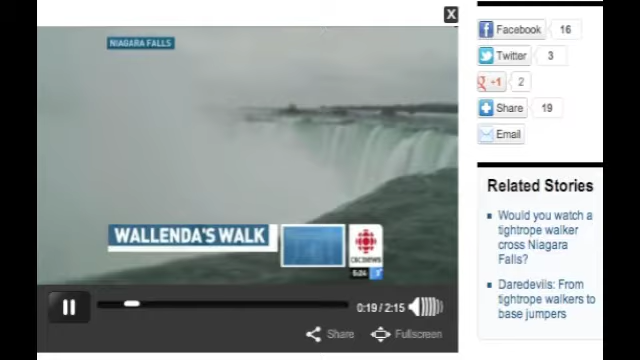 X
NIAGARA FALLS
WALLENDA'S WALK
CBCNEWS
0:19 / 2:15
Share
Fullscreen
Facebook 16
Twitter 3
+1 2
Share 19
Email
Related Stories
Would you watch a
tightrope walker
cross Niagara
Falls?
Daredevils: From
tightrope walkers to
base jumpers